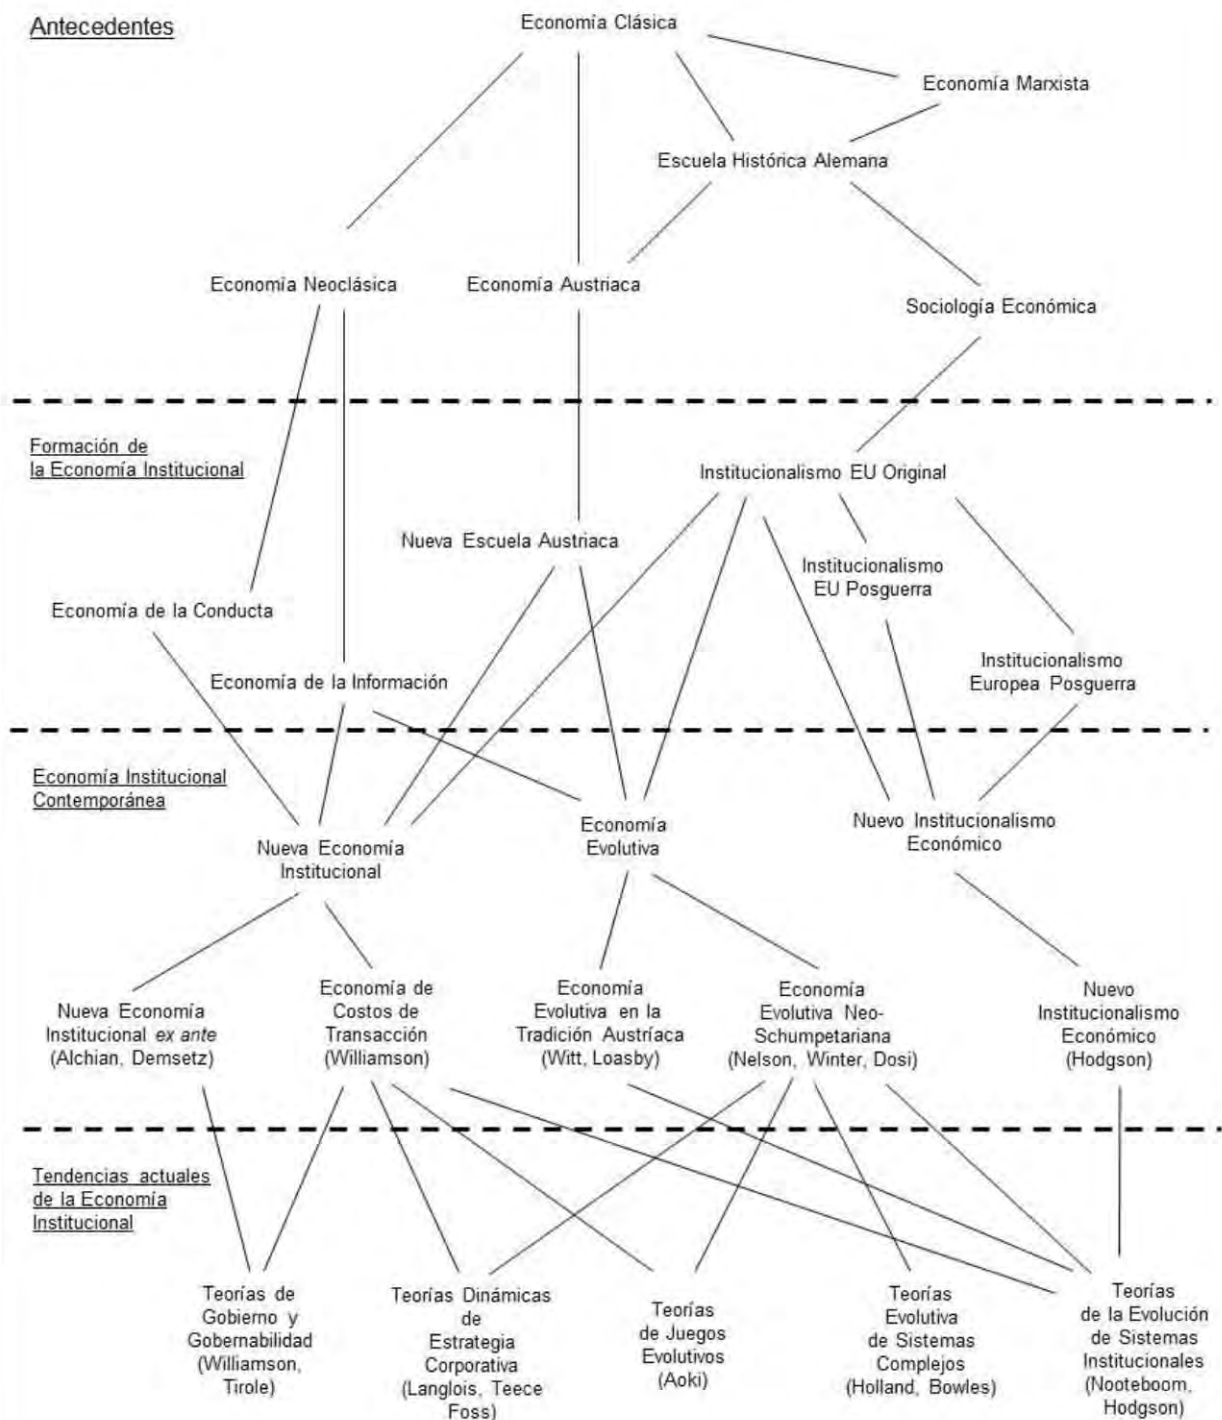 Antecedentes
Economía Clásica
Economía Marxista
Escuela Histórica Alemana
Economía Neoclásica
Economía Austriaca
Sociología Económica
Formación de
la Economía Institucional
Institucionalismo EU Original
Nueva Escuela Austriaca
Institucionalismo
EU Posguerra
Economía de la Conducta
Economía de la Información
Institucionalismo
Europea Posguerra
Economía Institucional
Contemporánea
Nueva Economía
Institucional
Economía
Evolutiva
Nuevo Institucionalismo
Económico
Nueva Economía
Institucional ex ante
(Alchian, Demsetz)
Economía de
Costos de
Transacción
(Williamson)
Economía
Evolutiva en la
Tradición Austríaca
(Witt, Loasby)
Economía
Evolutiva Neo-
Schumpetariana
(Nelson, Winter, Dosi)
Nuevo
Institucionalismo
Económico
(Hodgson)
Tendencias actuales
de la Economía
Institucional
Teorías de
Gobierno y
Gobernabilidad
(Williamson,
Tirole)
Teorías Dinámicas
de
Estrategia
Corporativa
(Langlois, Teece
Foss)
Teorías
de Juegos
Evolutivos
(Aoki)
Teorías
Evolutiva
de Sistemas
Complejos
(Holland, Bowles)
Teorías
de la Evolución
de Sistemas
Institucionales
(Nooteboom,
Hodgson)